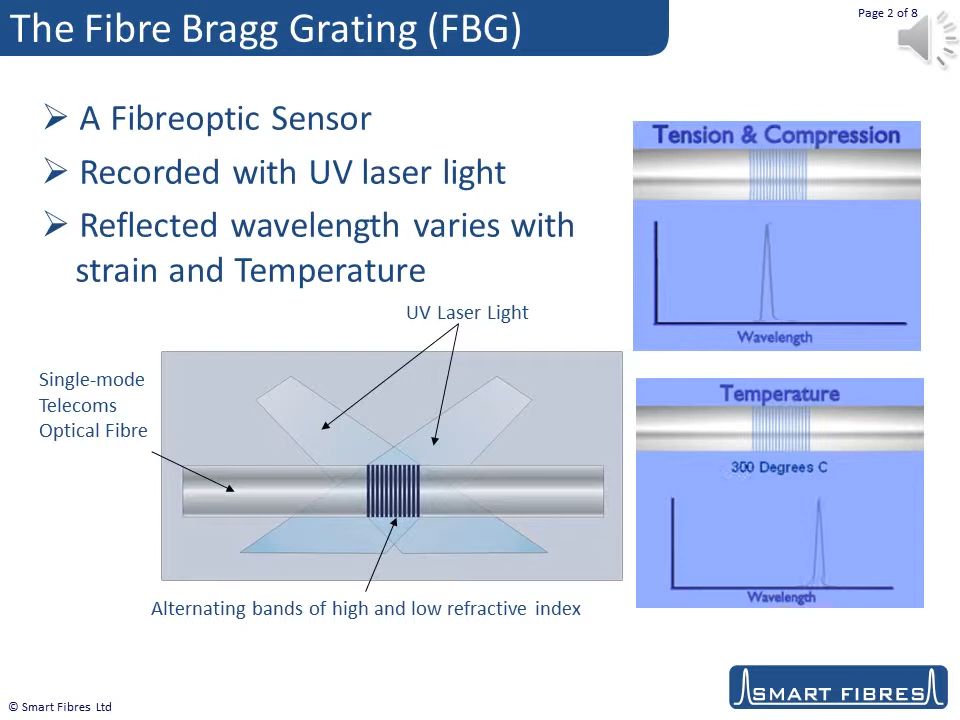 The Fibre Bragg Grating (FBG)
Page 2 of 8
➢ A Fibreoptic Sensor
➢ Recorded with UV laser light
➢ Reflected wavelength varies with
strain and Temperature
UV Laser Light
Single-mode
Telecoms
Optical Fibre
Alternating bands of high and low refractive index
Tension & Compression
Wavelength
Temperature
300 Degrees C
Wavelength
SMART FIBRES
© Smart Fibres Ltd